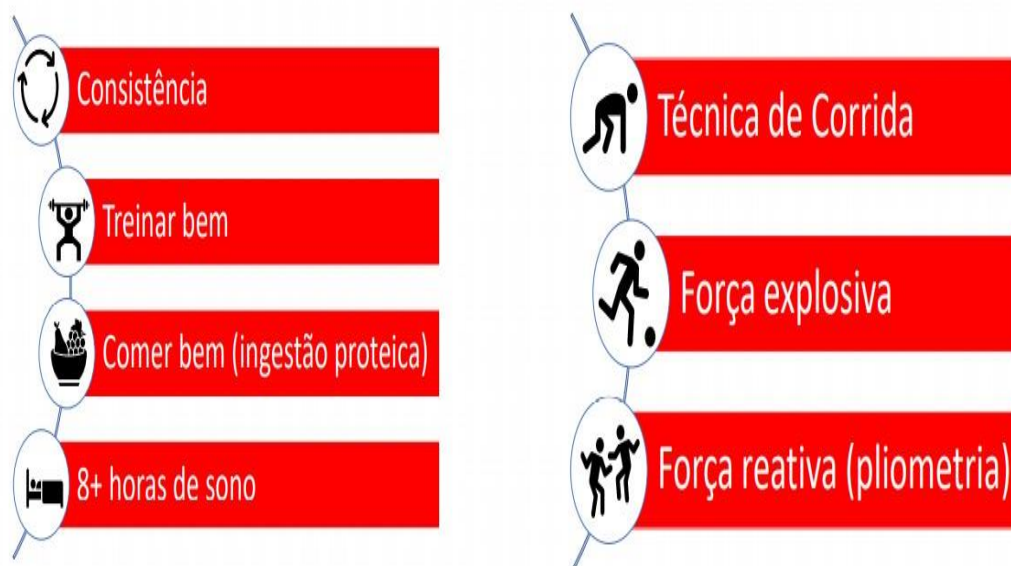 Consistência
Treinar bem
Comer bem (ingestão proteica)
8+ horas de sono
Técnica de Corrida
Força explosiva
Força reativa (pliometria)